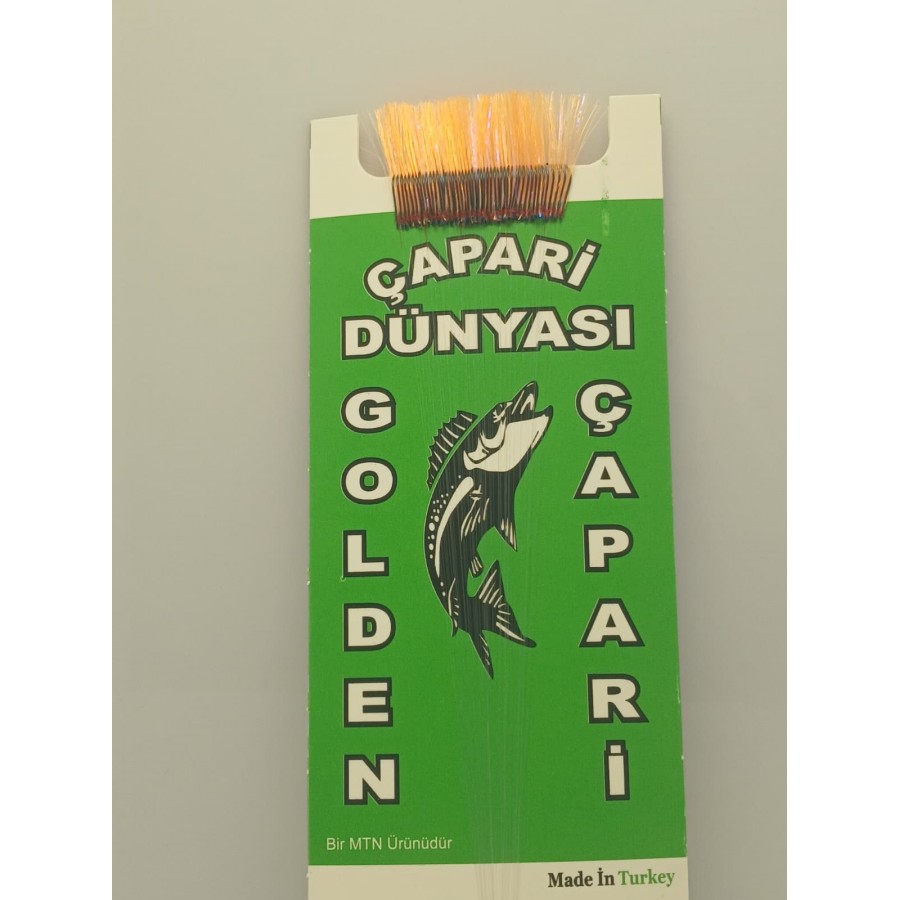 ÇAPARİ
DÜNYASI
GOLDEN
ÇAPARİ
Bir MTN Ürünüdür
Made İn Turkey